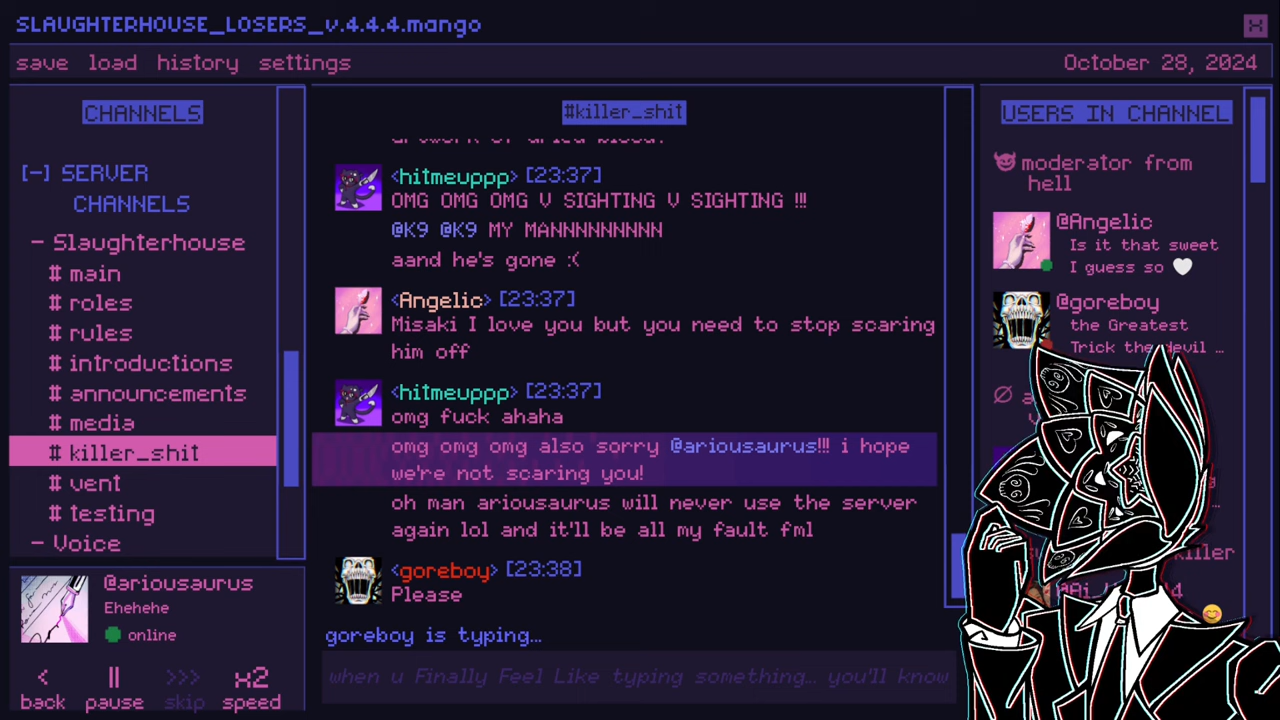 SLAUGHTERHOUSE_LOSERS_v.4.4.4.mango
x
save load history settings
October 28, 2024
CHANNELS
[-] SERVER
CHANNELS
- Slaughterhouse
# main
# roles
# rules
# introductions
# announcements
# media
# killer_shit
# vent
# testing
- Voice
@ariousaurus
Ehehehe
online
< || >>> x2
back pause skip speed
#killer_shit
<hitmeuppp> [23:37]
OMG OMG OMG V SIGHTING V SIGHTING !!!
@K9 @K9 MY MANNNNNNNNN
aand he's gone :(
<Angelic> [23:37]
Misaki I love you but you need to stop scaring
him off
<hitmeuppp> [23:37]
omg fuck ahaha
omg omg omg also sorry @ariousaurus!!! i hope
we're not scaring you!
oh man ariousaurus will never use the server
again lol and it'll be all my fault fml
<goreboy> [23:38]
Please
goreboy is typing...
when u Finally Feel Like typing something... you'll know
USERS IN CHANNEL
moderator from
hell
@Angelic
Is it that sweet
I guess so 🤍
@goreboy
the Greatest
Trick the devil ...